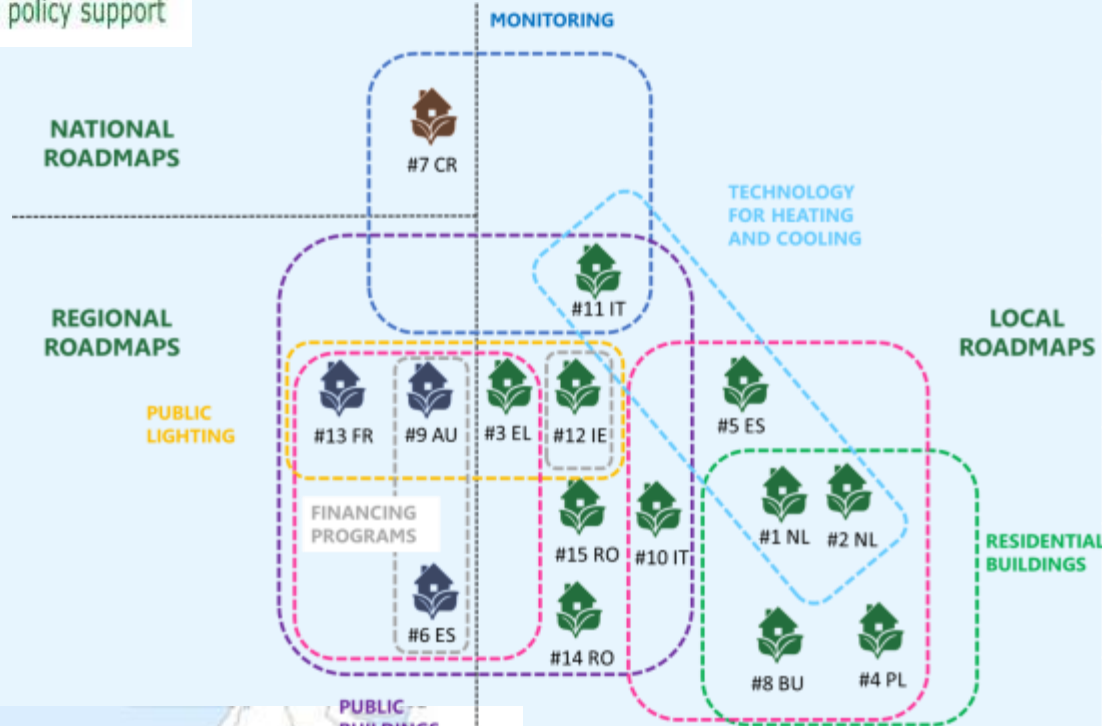 policy support
MONITORING
NATIONAL
ROADMAPS
#7 CR
TECHNOLOGY
FOR HEATING
AND COOLING
#11 IT
REGIONAL
ROADMAPS
LOCAL
ROADMAPS
PUBLIC
LIGHTING
#13 FR
#9 AU
#3 EL
#12 IE
#5 ES
FINANCING
PROGRAMS
#15 RO
#10 IT
#1 NL
#2 NL
RESIDENTIAL
BUILDINGS
#6 ES
#14 RO
#8 BU
#4 PL
PUBLIC
BUILDINGS